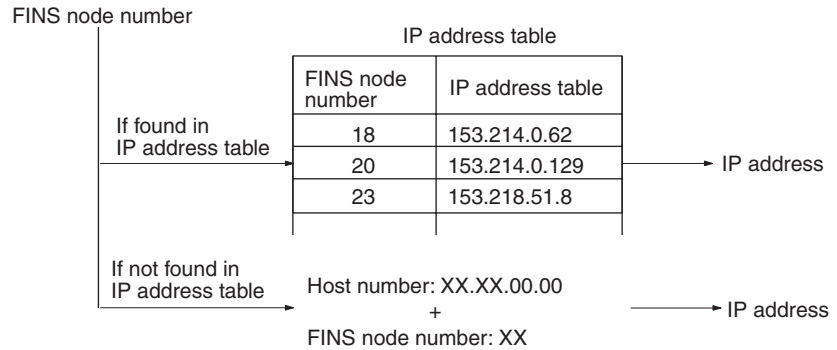 FINS node number
IP address table
FINS node
number
IP address table
If found in
IP address table
18
153.214.0.62
20
153.214.0.129
IP address
23
153.218.51.8
If not found in
IP address table
Host number: XX.XX.00.00
+
FINS node number: XX
IP address